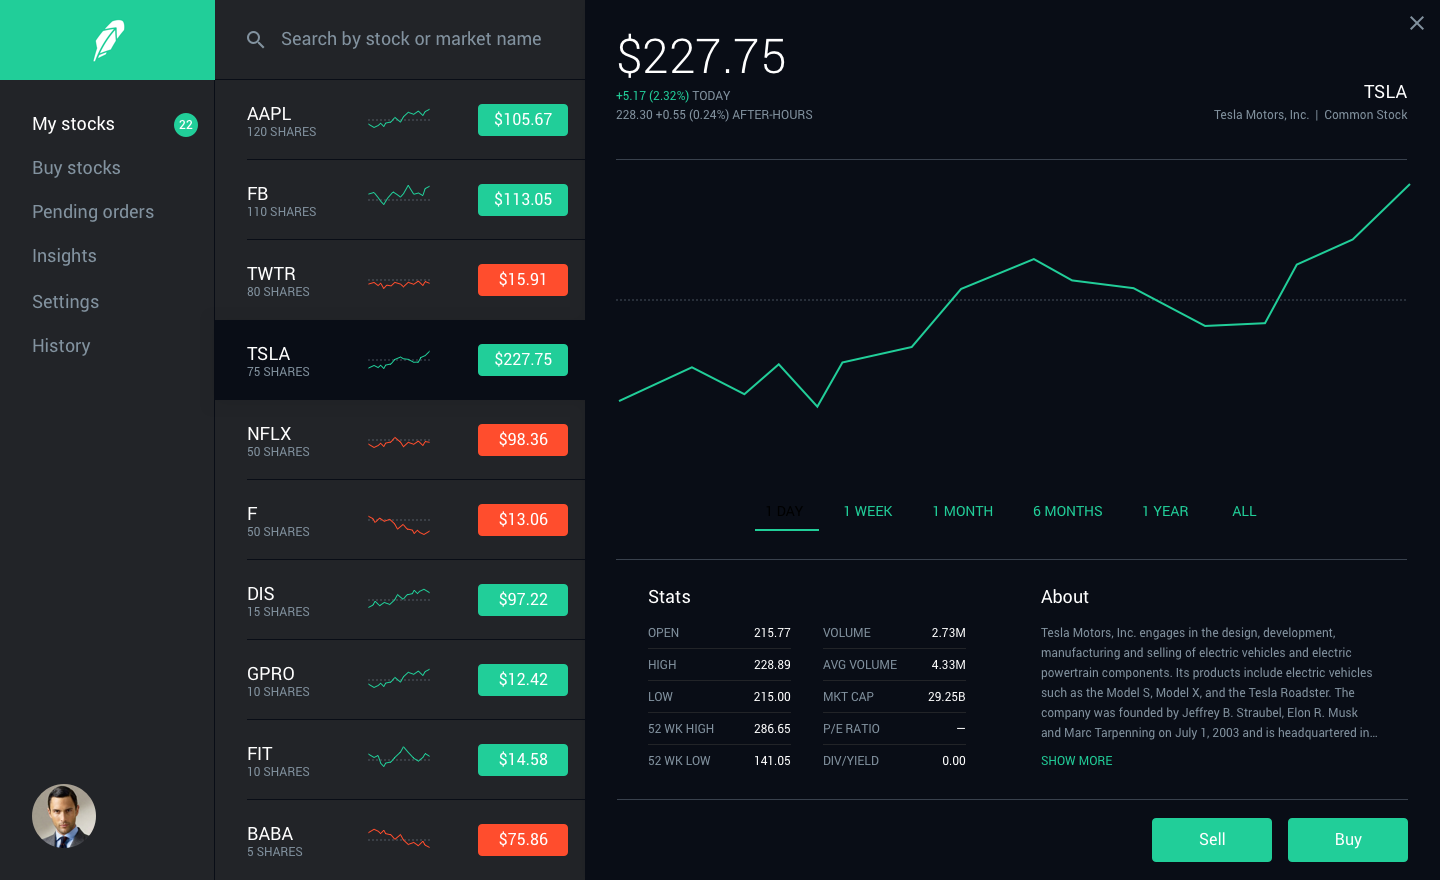 My stocks
22
Buy stocks
Pending orders
Insights
Settings
History
Search by stock or market name
AAPL
120 SHARES
$105.67
FB
110 SHARES
$113.05
TWTR
80 SHARES
$15.91
TSLA
75 SHARES
$227.75
NFLX
50 SHARES
$98.36
F
50 SHARES
$13.06
DIS
15 SHARES
$97.22
GPRO
10 SHARES
$12.42
FIT
10 SHARES
$14.58
BABA
5 SHARES
$75.86
$227.75
+5.17 (2.32%) TODAY
228.30 +0.55 (0.24%) AFTER-HOURS
TSLA
Tesla Motors, Inc. | Common Stock
1 DAY 1 WEEK 1 MONTH 6 MONTHS 1 YEAR ALL
Stats
OPEN 215.77
HIGH 228.89
LOW 215.00
52 WK HIGH 286.65
52 WK LOW 141.05
VOLUME 2.73M
AVG VOLUME 4.33M
MKT CAP 29.25B
P/E RATIO —
DIV/YIELD 0.00
About
Tesla Motors, Inc. engages in the design, development,
manufacturing and selling of electric vehicles and electric
powertrain components. Its products include electric vehicles
such as the Model S, Model X, and the Tesla Roadster. The
company was founded by Jeffrey B. Straubel, Elon R. Musk
and Marc Tarpenning on July 1, 2003 and is headquartered in...
SHOW MORE
Sell
Buy